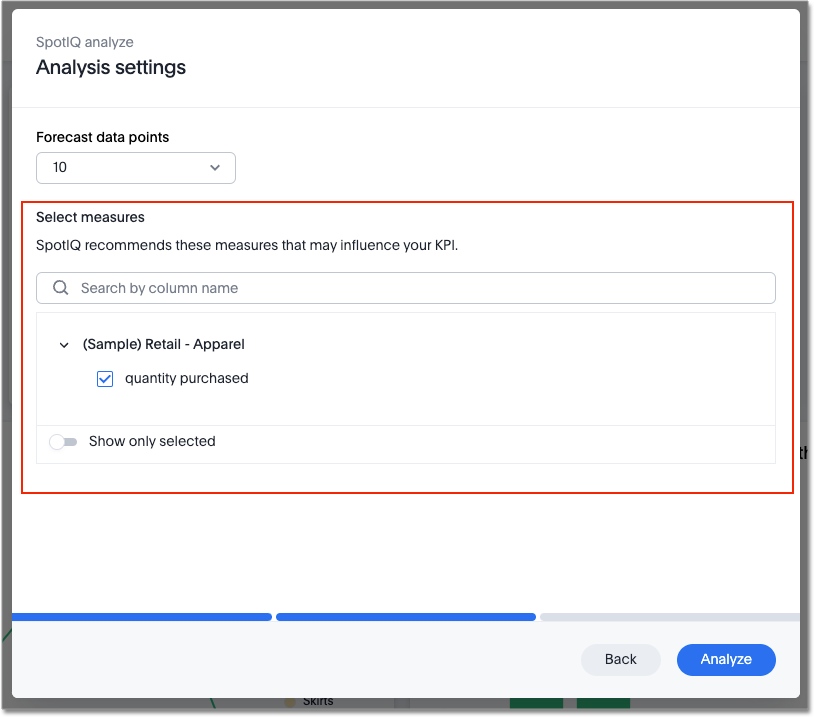 SpotIQ analyze
Analysis settings
Forecast data points
10
Select measures
SpotIQ recommends these measures that may influence your KPI.
Search by column name
(Sample) Retail - Apparel
quantity purchased
Show only selected
th
Back
Analyze
Skirts